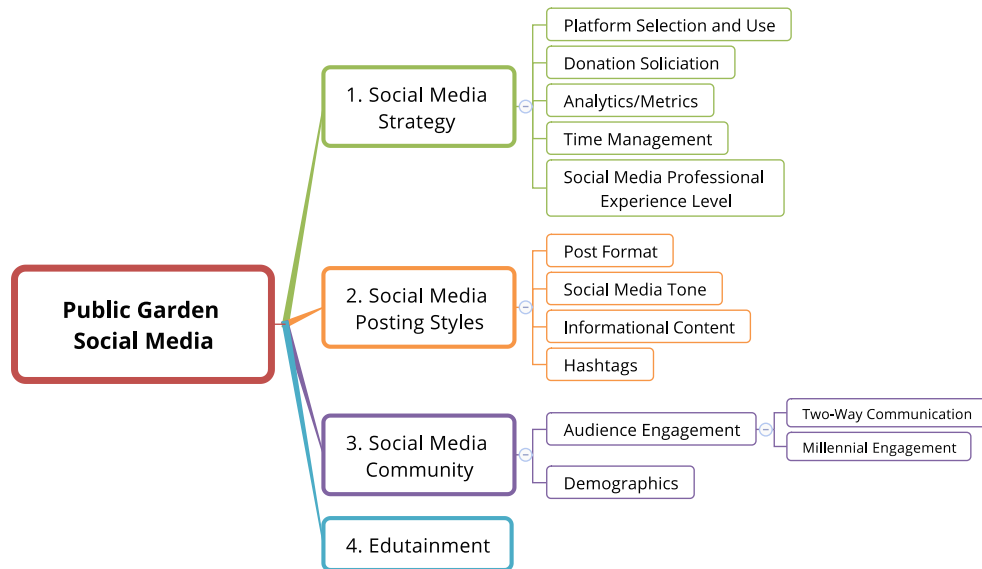 Public Garden
Social Media
1. Social Media
Strategy
Platform Selection and Use
Donation Soliciation
Analytics/Metrics
Time Management
Social Media Professional
Experience Level
2. Social Media
Posting Styles
Post Format
Social Media Tone
Informational Content
Hashtags
3. Social Media
Community
Audience Engagement
Two-Way Communication
Millennial Engagement
Demographics
4. Edutainment